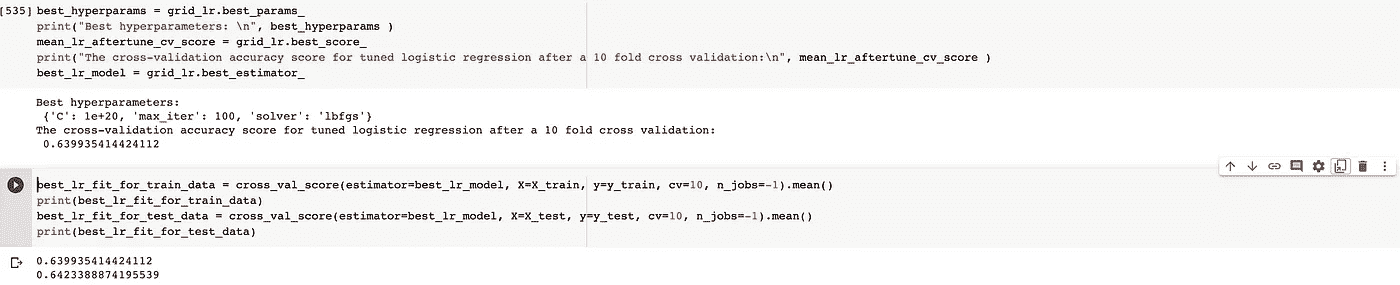 [535] best_hyperparams = grid_lr.best_params_
print("Best hyperparameters: \n", best_hyperparams )
mean_lr_aftertune_cv_score = grid_lr.best_score_
print("The cross-validation accuracy score for tuned logistic regression after a 10 fold cross validation:\n", mean_lr_aftertune_cv_score )
best_lr_model = grid_lr.best_estimator_
Best hyperparameters:
{'C': 1e+20, 'max_iter': 100, 'solver': 'lbfgs'}
The cross-validation accuracy score for tuned logistic regression after a 10 fold cross validation:
0.639935414424112
best_lr_fit_for_train_data = cross_val_score(estimator=best_lr_model, X=X_train, y=y_train, cv=10, n_jobs=-1).mean()
print(best_lr_fit_for_train_data)
best_lr_fit_for_test_data = cross_val_score(estimator=best_lr_model, X=X_test, y=y_test, cv=10, n_jobs=-1).mean()
print(best_lr_fit_for_test_data)
0.639935414424112
0.6423388874195539